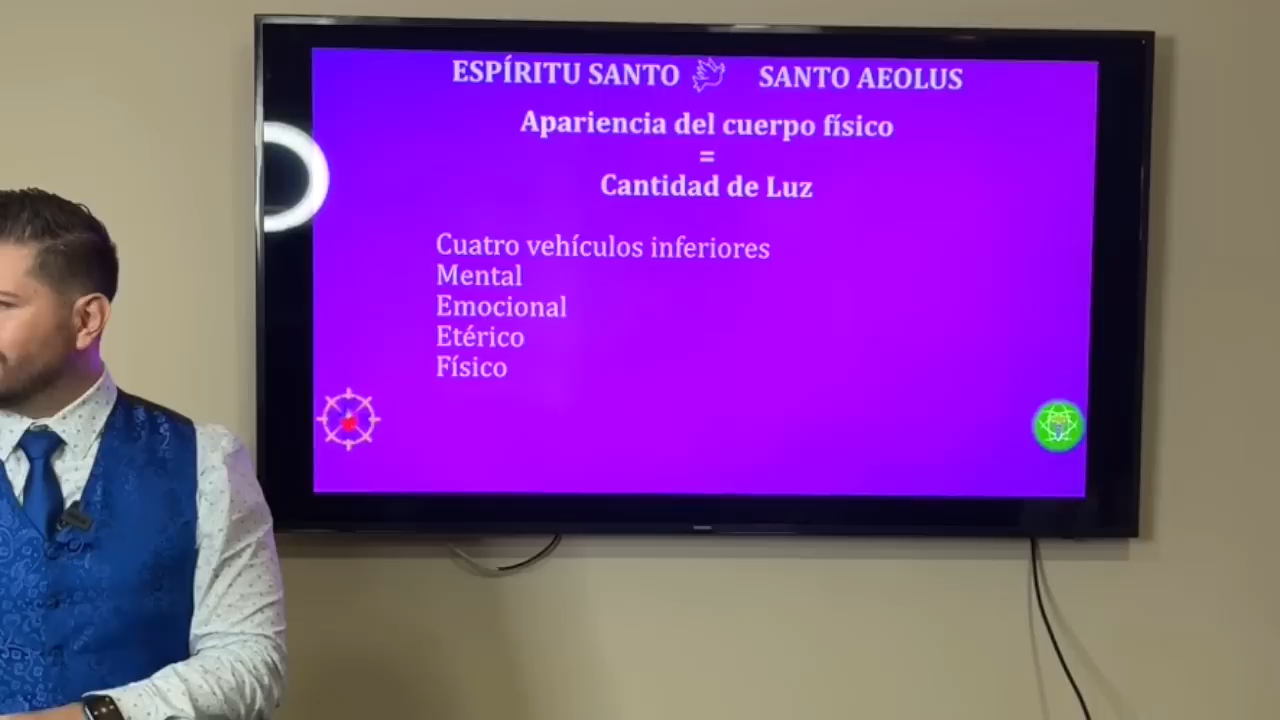 ESPÍRITU SANTO SANTO AEOLUS
Apariencia del cuerpo físico
=
Cantidad de Luz
Cuatro vehículos inferiores
Mental
Emocional
Etérico
Físico